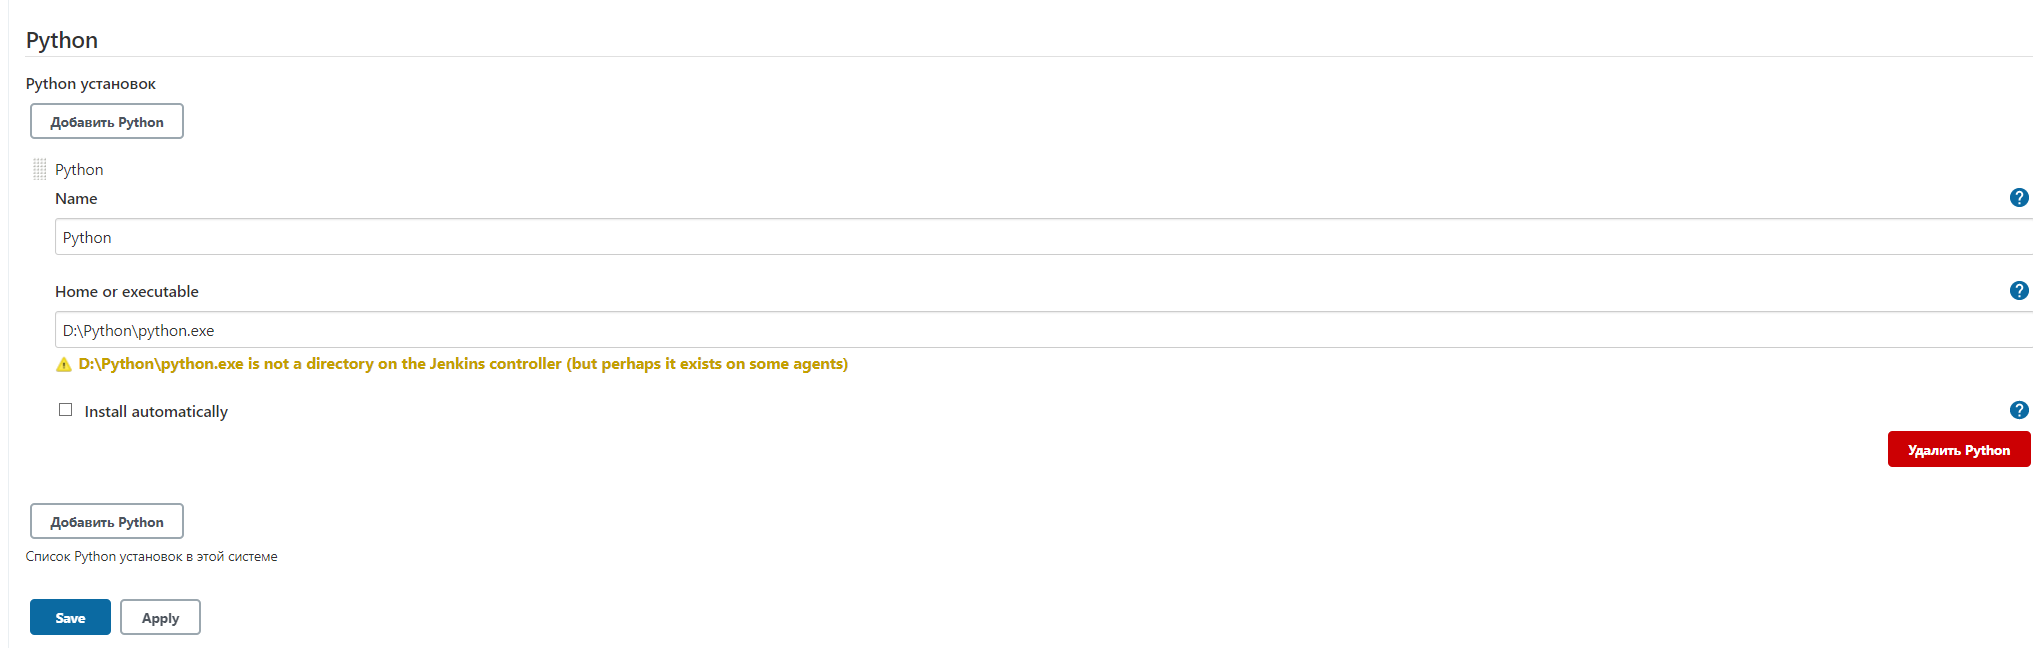 Python
Python установок
Добавить Python
Python
Name
?
Python
Home or executable
?
D:\Python\python.exe
D:\Python\python.exe is not a directory on the Jenkins controller (but perhaps it exists on some agents)
Install automatically
?
Удалить Python
Добавить Python
Список Python установок в этой системе
Save
Apply